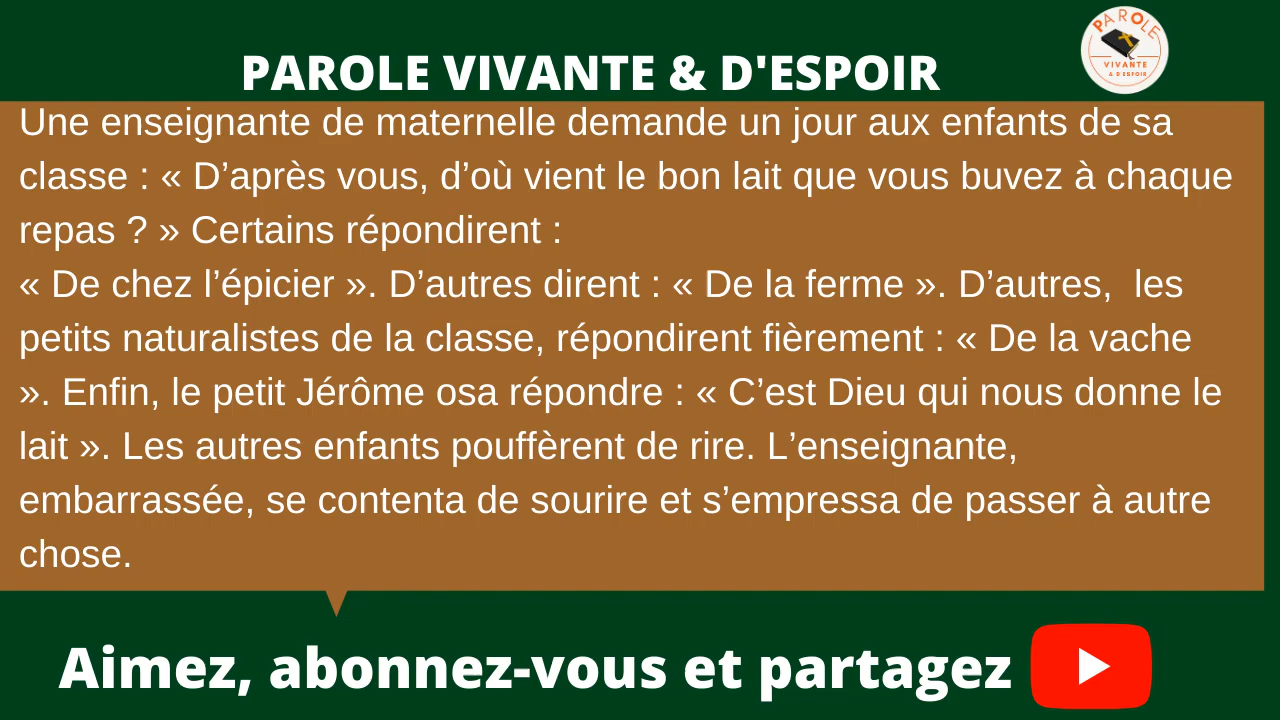 PAROLE
VIVANTE
& D'ESPOIR
PAROLE VIVANTE & D'ESPOIR
Une enseignante de maternelle demande un jour aux enfants de sa
classe : « D’après vous, d’où vient le bon lait que vous buvez à chaque
repas ? » Certains répondirent :
« De chez l’épicier ». D’autres dirent : « De la ferme ». D’autres,  les
petits naturalistes de la classe, répondirent fièrement : « De la vache
». Enfin, le petit Jérôme osa répondre : « C’est Dieu qui nous donne le
lait ». Les autres enfants pouffèrent de rire. L’enseignante,
embarrassée, se contenta de sourire et s’empressa de passer à autre
chose.
Aimez, abonnez-vous et partagez